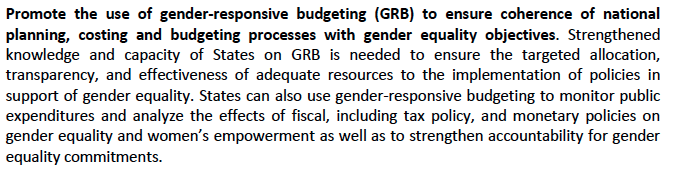 Promote the use of gender-responsive budgeting (GRB) to ensure coherence of national
planning, costing and budgeting processes with gender equality objectives. Strengthened
knowledge and capacity of States on GRB is needed to ensure the targeted allocation,
transparency, and effectiveness of adequate resources to the implementation of policies in
support of gender equality. States can also use gender-responsive budgeting to monitor public
expenditures and analyze the effects of fiscal, including tax policy, and monetary policies on
gender equality and women’s empowerment as well as to strengthen accountability for gender
equality commitments.